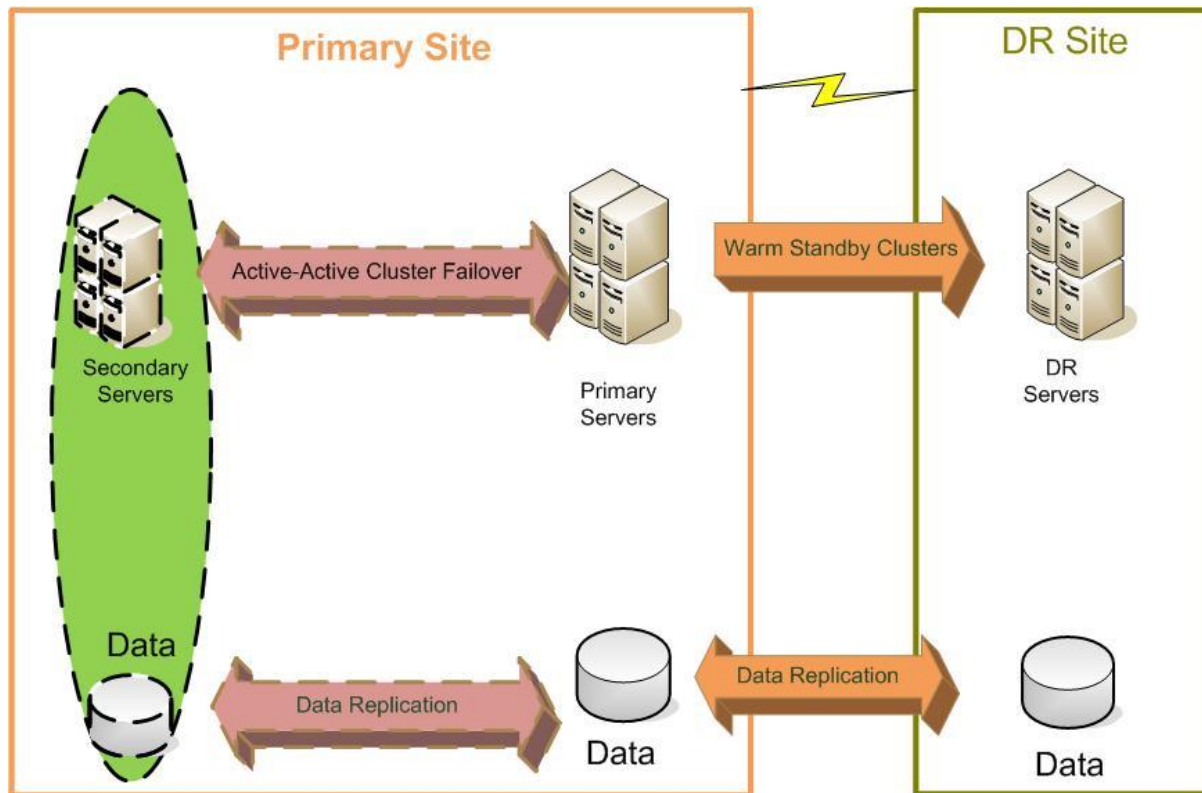 Primary Site
DR Site
Active-Active Cluster Failover
Warm Standby Clusters
Secondary
Servers
Primary
Servers
DR
Servers
Data
Data Replication
Data
Data Replication
Data